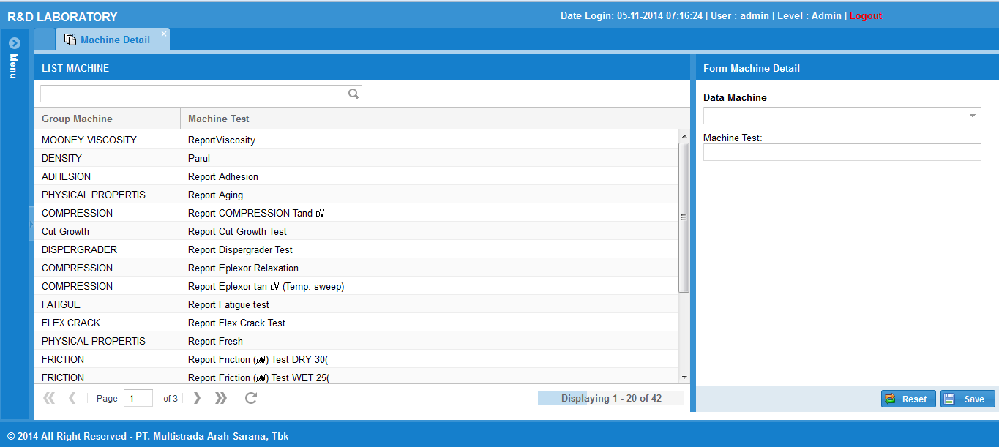 R&D LABORATORY
Date Login: 05-11-2014 07:16:24 | User : admin | Level : Admin | Logout
Menu
Machine Detail
LIST MACHINE
Form Machine Detail
Data Machine
Machine Test:
Group Machine Machine Test
MOONEY VISCOSITY ReportViscosity
DENSITY Parul
ADHESION Report Adhesion
PHYSICAL PROPERTIS Report Aging
COMPRESSION Report COMPRESSION Tand
Cut Growth Report Cut Growth Test
DISPERGRADER Report Dispergrader Test
COMPRESSION Report Eplexor Relaxation
COMPRESSION Report Eplexor tan (Temp. sweep)
FATIGUE Report Fatigue test
FLEX CRACK Report Flex Crack Test
PHYSICAL PROPERTIS Report Fresh
FRICTION Report Friction () Test DRY 30(
FRICTION Report Friction () Test WET 25(
Page 1 of 3
Displaying 1 - 20 of 42
Reset
Save
© 2014 All Right Reserved - PT. Multistrada Arah Sarana, Tbk